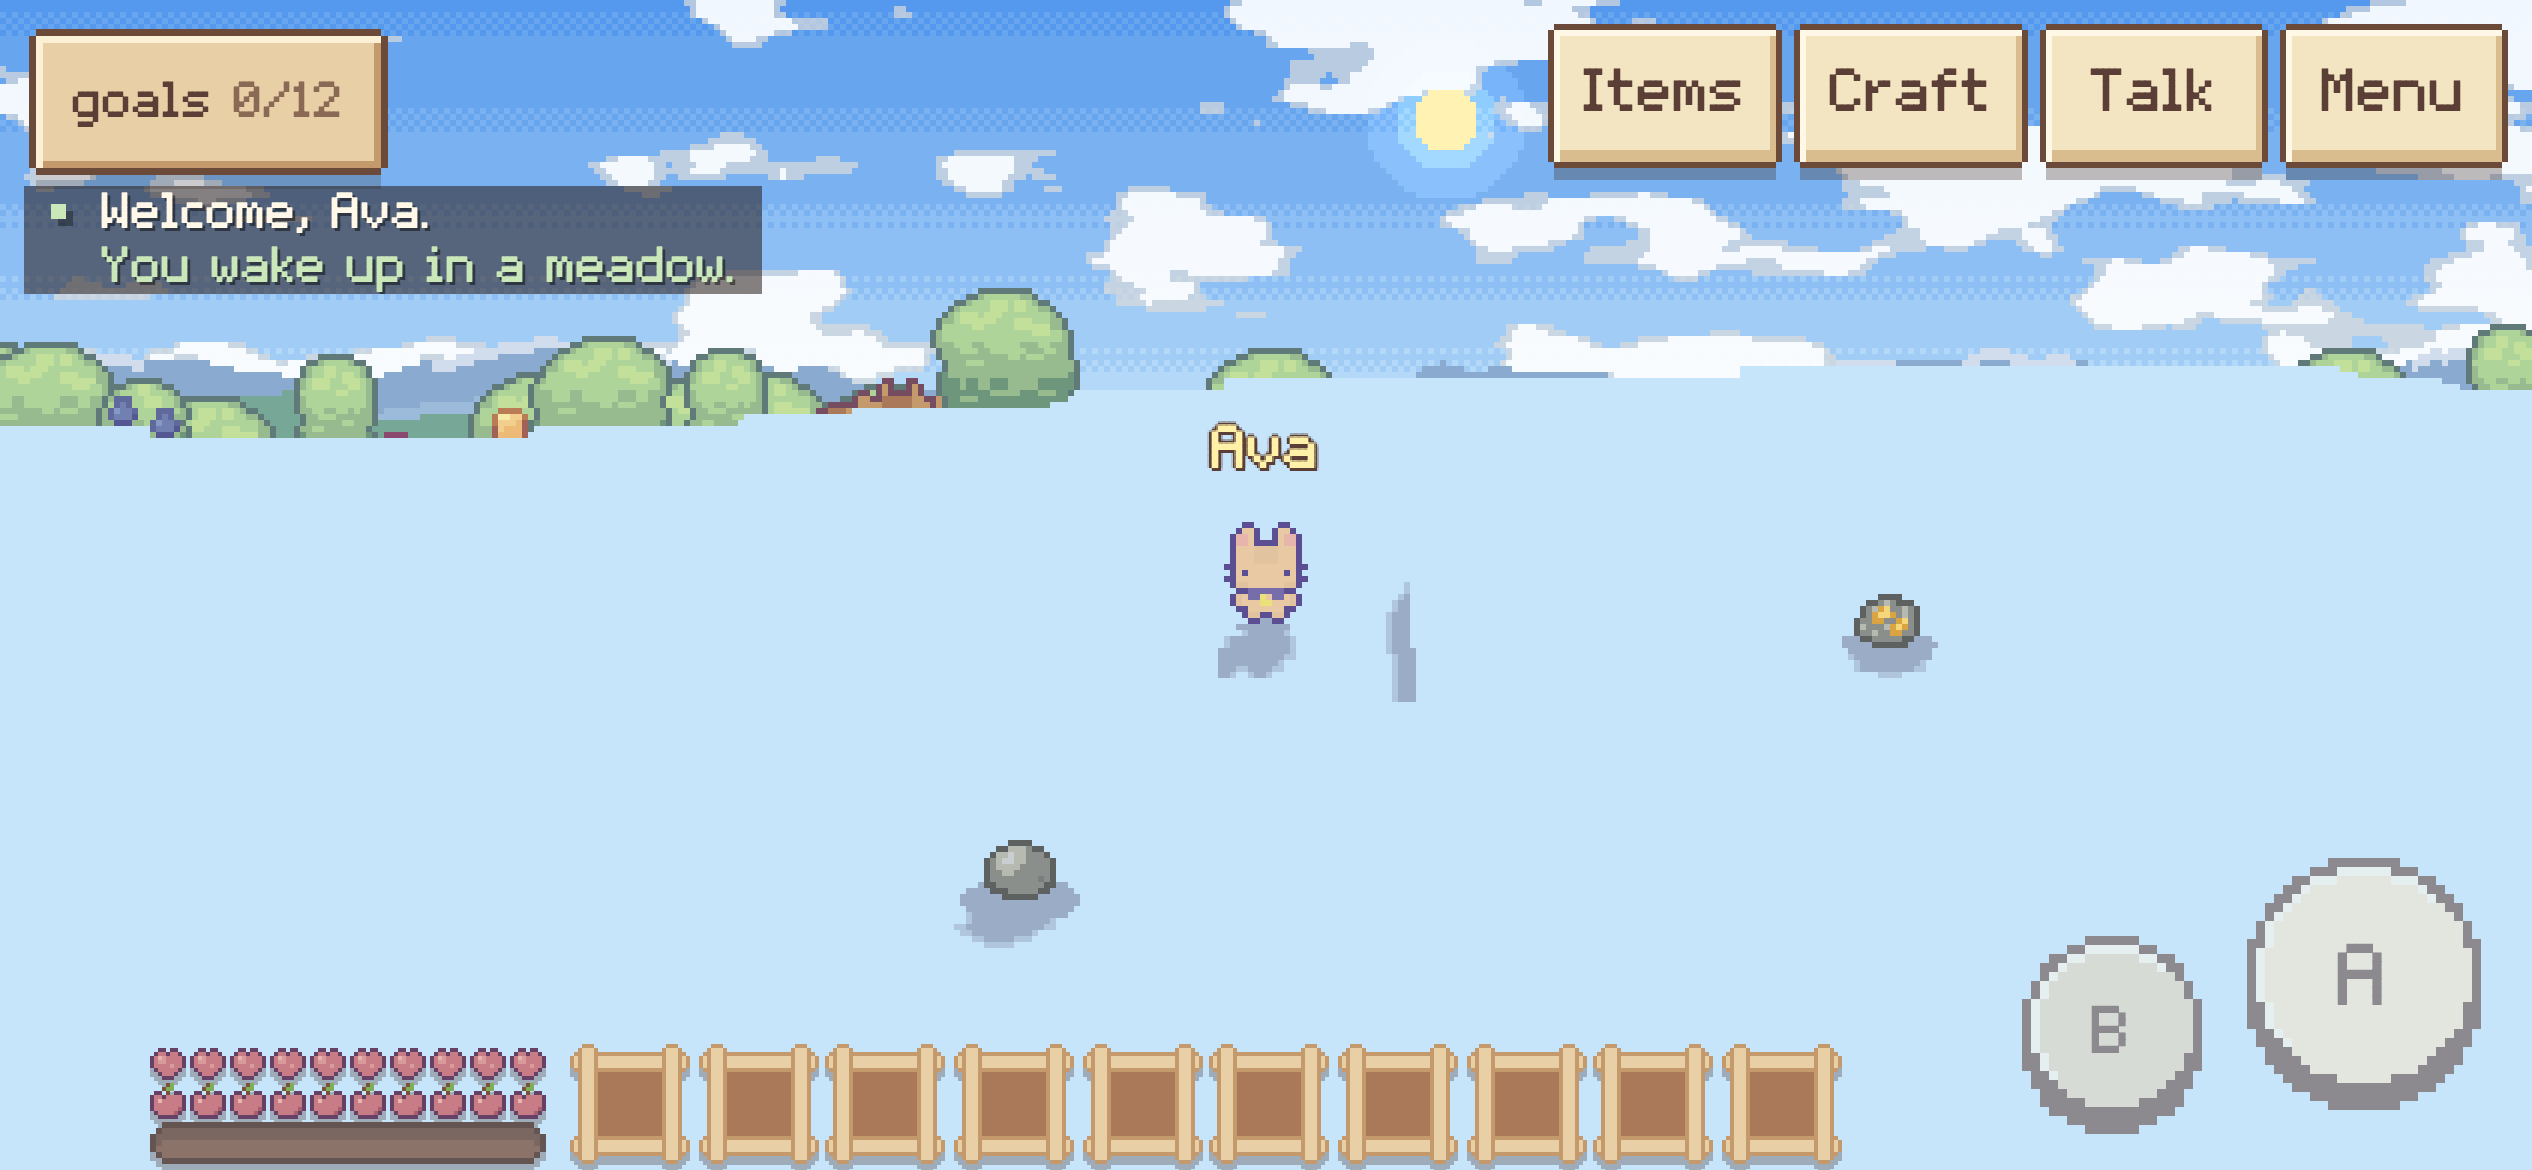 goals 0/12
Items
Craft
Talk
Menu
Welcome, Ava.
You wake up in a meadow.
Ava
B
A